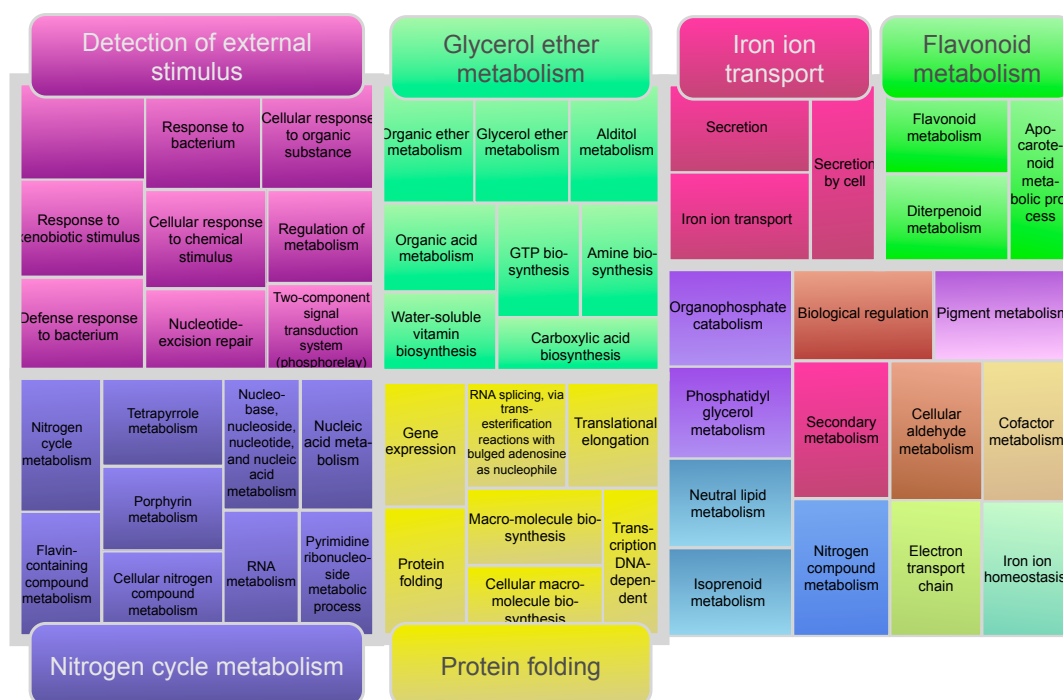 Detection of external
stimulus
Glycerol ether
metabolism
Iron ion
transport
Flavonoid
metabolism
Response to
bacterium
Cellular response
to organic
substance
Response to
xenobiotic stimulus
Cellular response
to chemical
stimulus
Regulation of
metabolism
Defense response
to bacterium
Nucleotide-
excision repair
Two-component
signal
transduction
system
(phosphorelay)
Organic ether
metabolism
Glycerol ether
metabolism
Alditol
metabolism
Organic acid
metabolism
GTP bio-
synthesis
Amine bio-
synthesis
Water-soluble
vitamin
biosynthesis
Carboxylic acid
biosynthesis
Secretion
Secretion
by cell
Iron ion transport
Flavonoid
metabolism
Apo-
carote-
noid
meta-
bolic pro
cess
Diterpenoid
metabolism
Organophosphate
catabolism
Biological regulation
Pigment metabolism
Phosphatidyl
glycerol
metabolism
Secondary
metabolism
Cellular
aldehyde
metabolism
Cofactor
metabolism
Neutral lipid
metabolism
Isoprenoid
metabolism
Nitrogen
compound
metabolism
Electron
transport
chain
Iron ion
homeostasis
Nitrogen
cycle
metabolism
Tetrapyrrole
metabolism
Nucleo-
base,
nucleoside,
nucleotide,
and nucleic
acid
metabolism
Nucleic
acid meta-
bolism
Porphyrin
metabolism
Flavin-
containing
compound
metabolism
Cellular nitrogen
compound
metabolism
RNA
metabolism
Pyrimidine
ribonucleo-
side
metabolic
process
Gene
expression
RNA splicing, via
trans-
esterification
reactions with
bulged adenosine
as nucleophile
Translational
elongation
Macro-molecule bio-
synthesis
Protein
folding
Cellular macro-
molecule bio-
synthesis
Trans-
cription
DNA-
depen-
dent
Nitrogen cycle metabolism
Protein folding